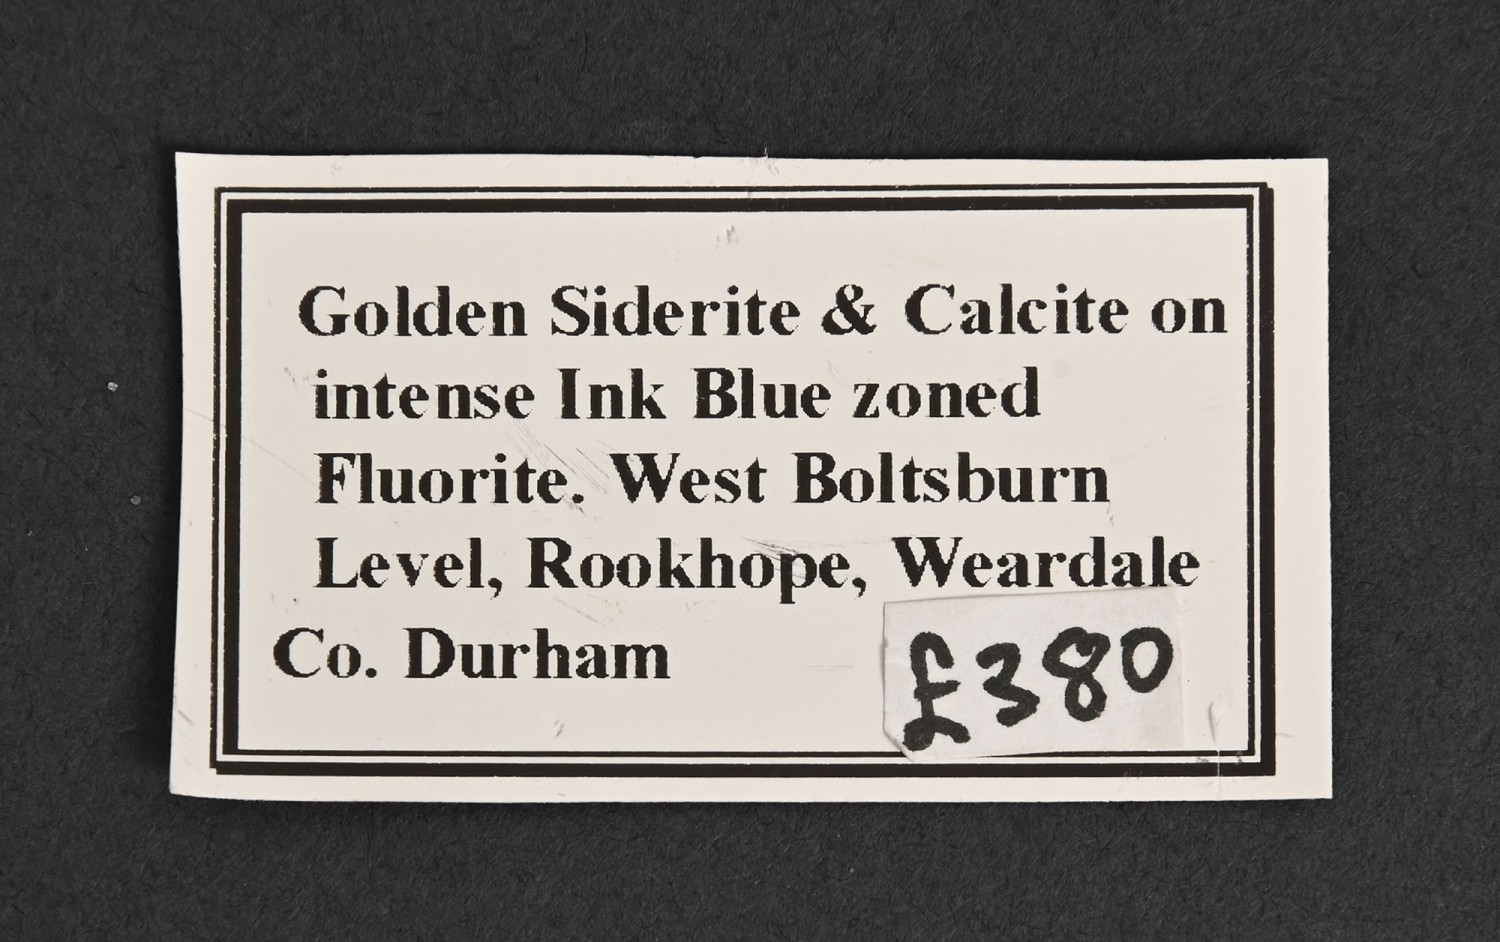 Golden Siderite & Calcite on
intense Ink Blue zoned
Fluorite. West Boltsburn
Level, Rookhope, Weardale
Co. Durham
£380